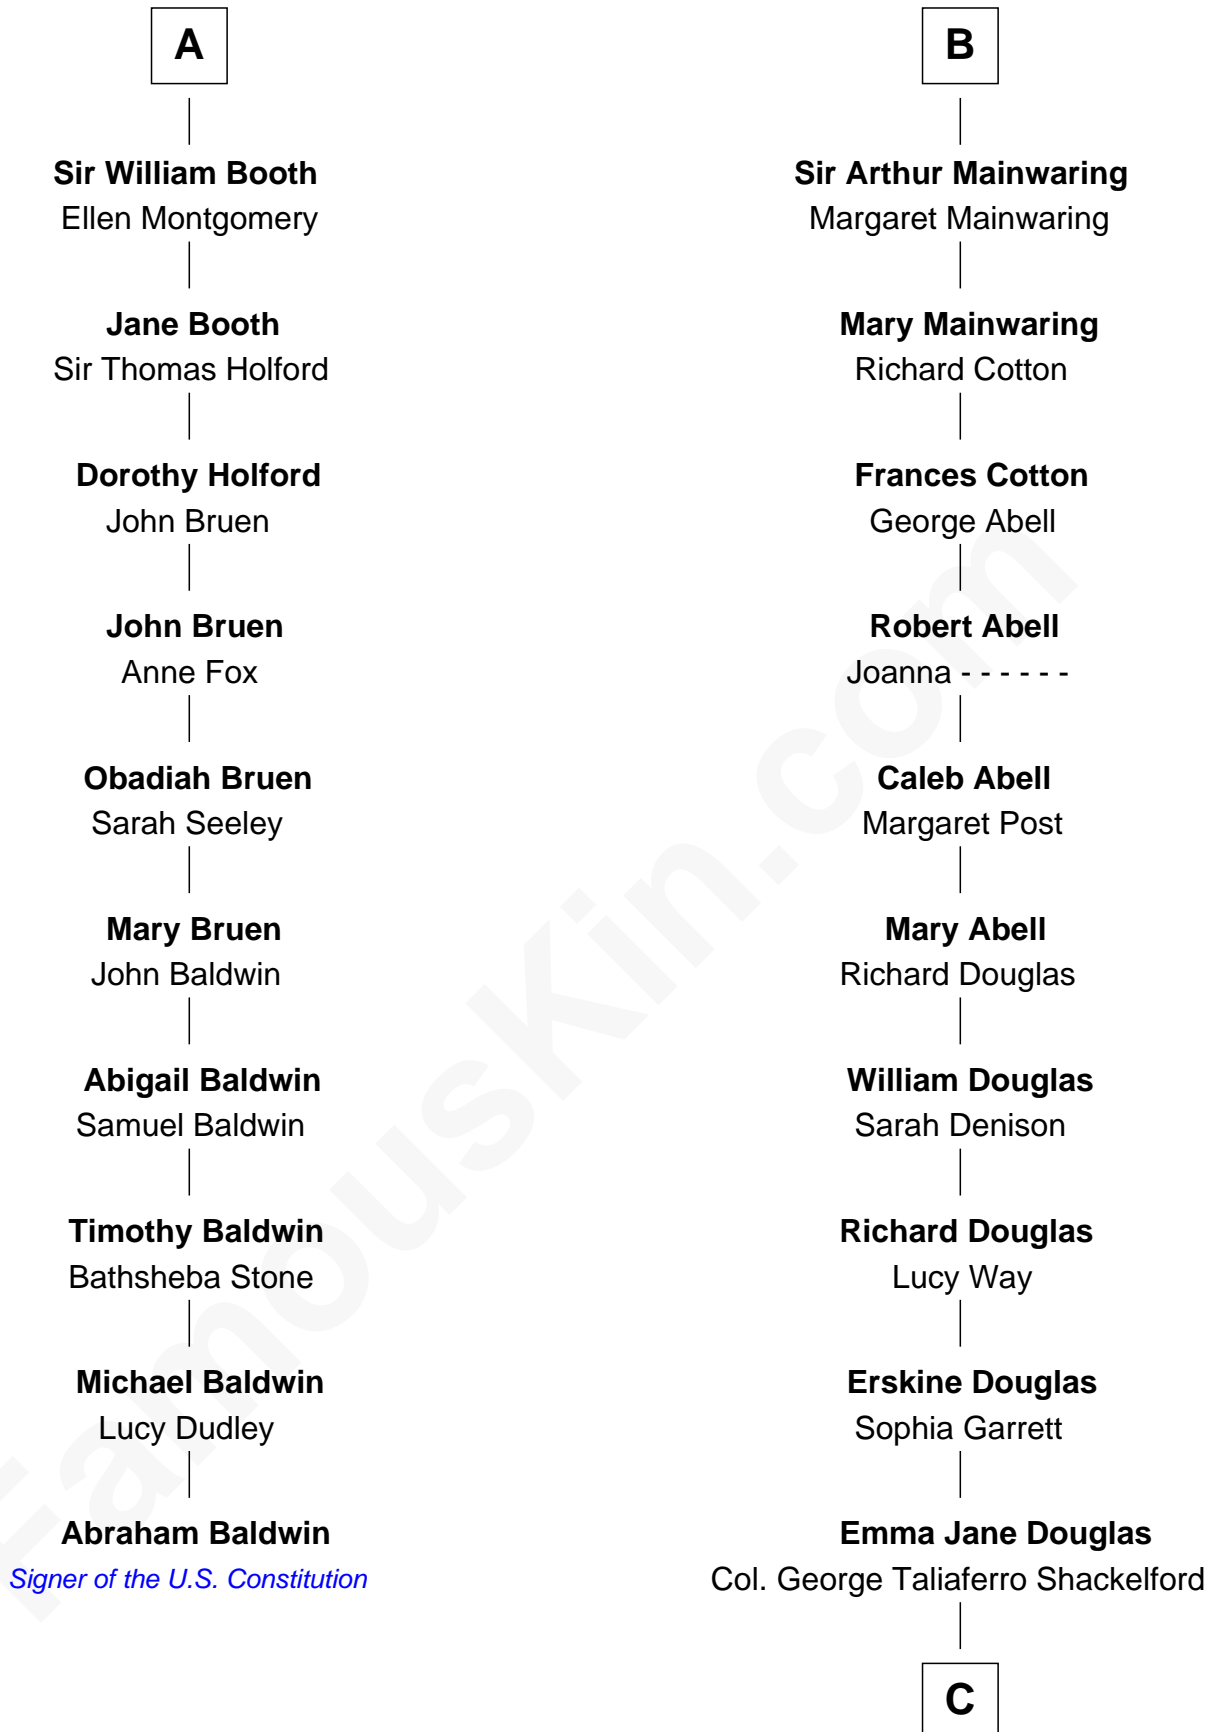 A
Sir William Booth
Ellen Montgomery
Jane Booth
Sir Thomas Holford
Dorothy Holford
John Bruen
John Bruen
Anne Fox
Obadiah Bruen
Sarah Seeley
Mary Bruen
John Baldwin
Abigail Baldwin
Samuel Baldwin
Timothy Baldwin
Bathsheba Stone
Michael Baldwin
Lucy Dudley
Abraham Baldwin
Signer of the U.S. Constitution
B
Sir Arthur Mainwaring
Margaret Mainwaring
Mary Mainwaring
Richard Cotton
Frances Cotton
George Abell
Robert Abell
Joanna - - - - - -
Caleb Abell
Margaret Post
Mary Abell
Richard Douglas
William Douglas
Sarah Denison
Richard Douglas
Lucy Way
Erskine Douglas
Sophia Garrett
Emma Jane Douglas
Col. George Taliaferro Shackelford
C
FamousKin.com